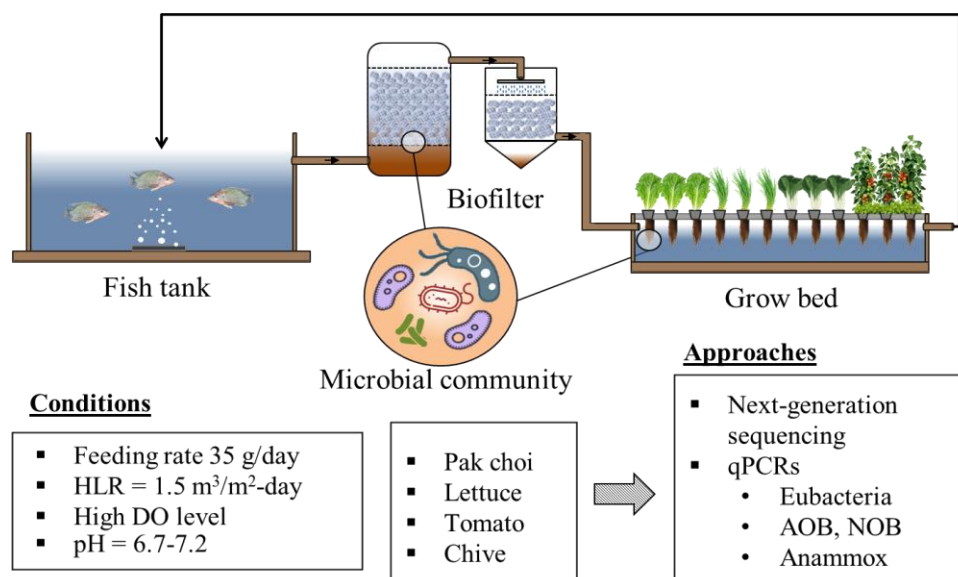 Biofilter
Fish tank
Grow bed
Microbial community
Conditions
▪ Feeding rate 35 g/day
▪ HLR = 1.5 m³/m²-day
▪ High DO level
▪ pH = 6.7-7.2
▪ Pak choi
▪ Lettuce
▪ Tomato
▪ Chive
Approaches
▪ Next-generation
sequencing
▪ qPCRs
• Eubacteria
• AOB, NOB
• Anammox